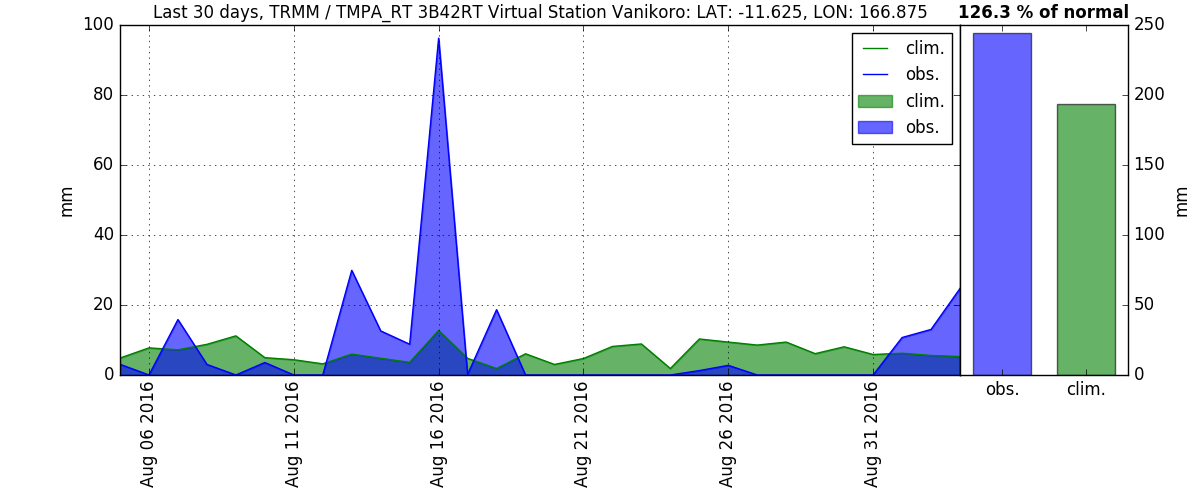 Last 30 days, TRMM / TMPA_RT 3B42RT Virtual Station Vanikoro: LAT: -11.625, LON: 166.875
126.3 % of normal
100
80
60
40
20
0
mm
clim.
obs.
clim.
obs.
Aug 06 2016
Aug 11 2016
Aug 16 2016
Aug 21 2016
Aug 26 2016
Aug 31 2016
250
200
150
100
50
0
mm
obs.
clim.